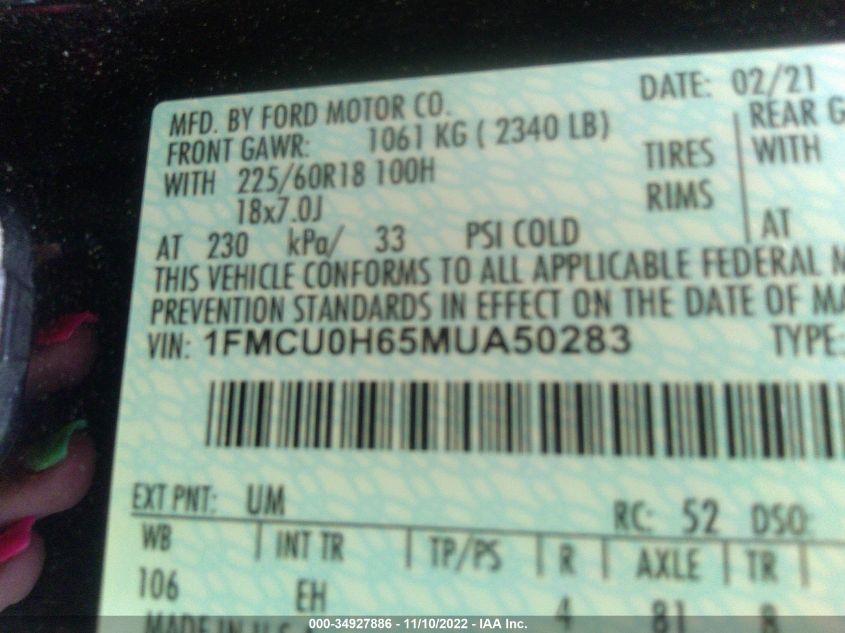 DATE: 02/21
MFD. BY FORD MOTOR CO.
FRONT GAWR: 1061 KG ( 2340 LB)
REAR G
WITH 225/60R18 100H TIRES
WITH
18x7.0J RIMS
AT 230 kPa/ 33 PSI COLD
AT
THIS VEHICLE CONFORMS TO ALL APPLICABLE FEDERAL M
PREVENTION STANDARDS IN EFFECT ON THE DATE OF MA
VIN: 1FMCU0H65MUA50283 TYPE:
EXT PNT: UM RC: 52 DSO:
WB INT TR TP/PS R AXLE TR
106 EH 4 81 8
MADE IN U.S.A
000-34927886 - 11/10/2022 - IAA Inc.